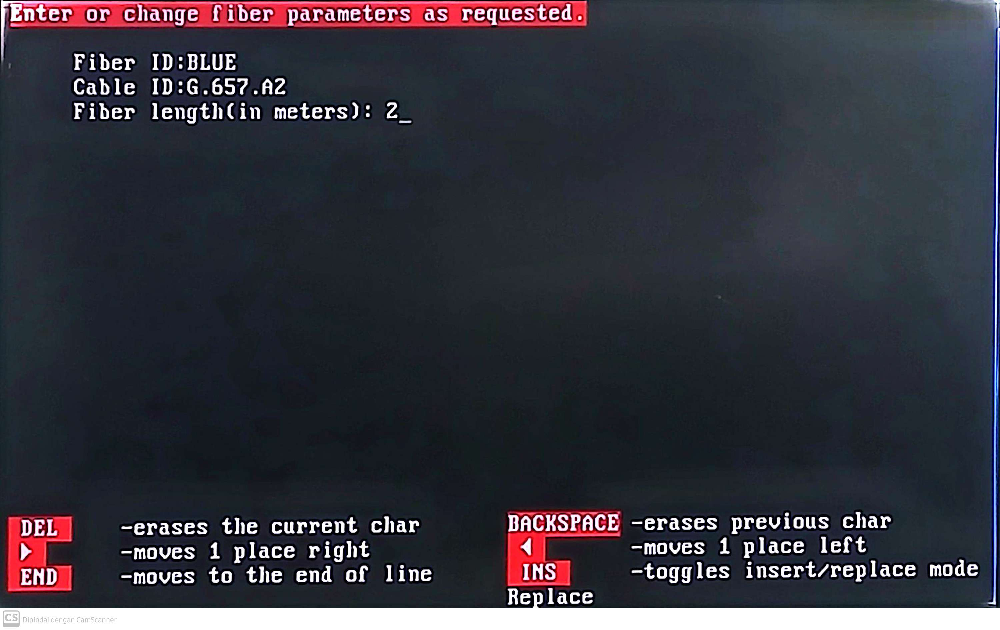 Enter or change fiber parameters as requested.
Fiber ID:BLUE
Cable ID:G.657.A2
Fiber length(in meters): 2_
DEL -erases the current char
▶ -moves 1 place right
END -moves to the end of line
BACKSPACE -erases previous char
◀ -moves 1 place left
INS -toggles insert/replace mode
Replace
CS Dipindai dengan CamScanner